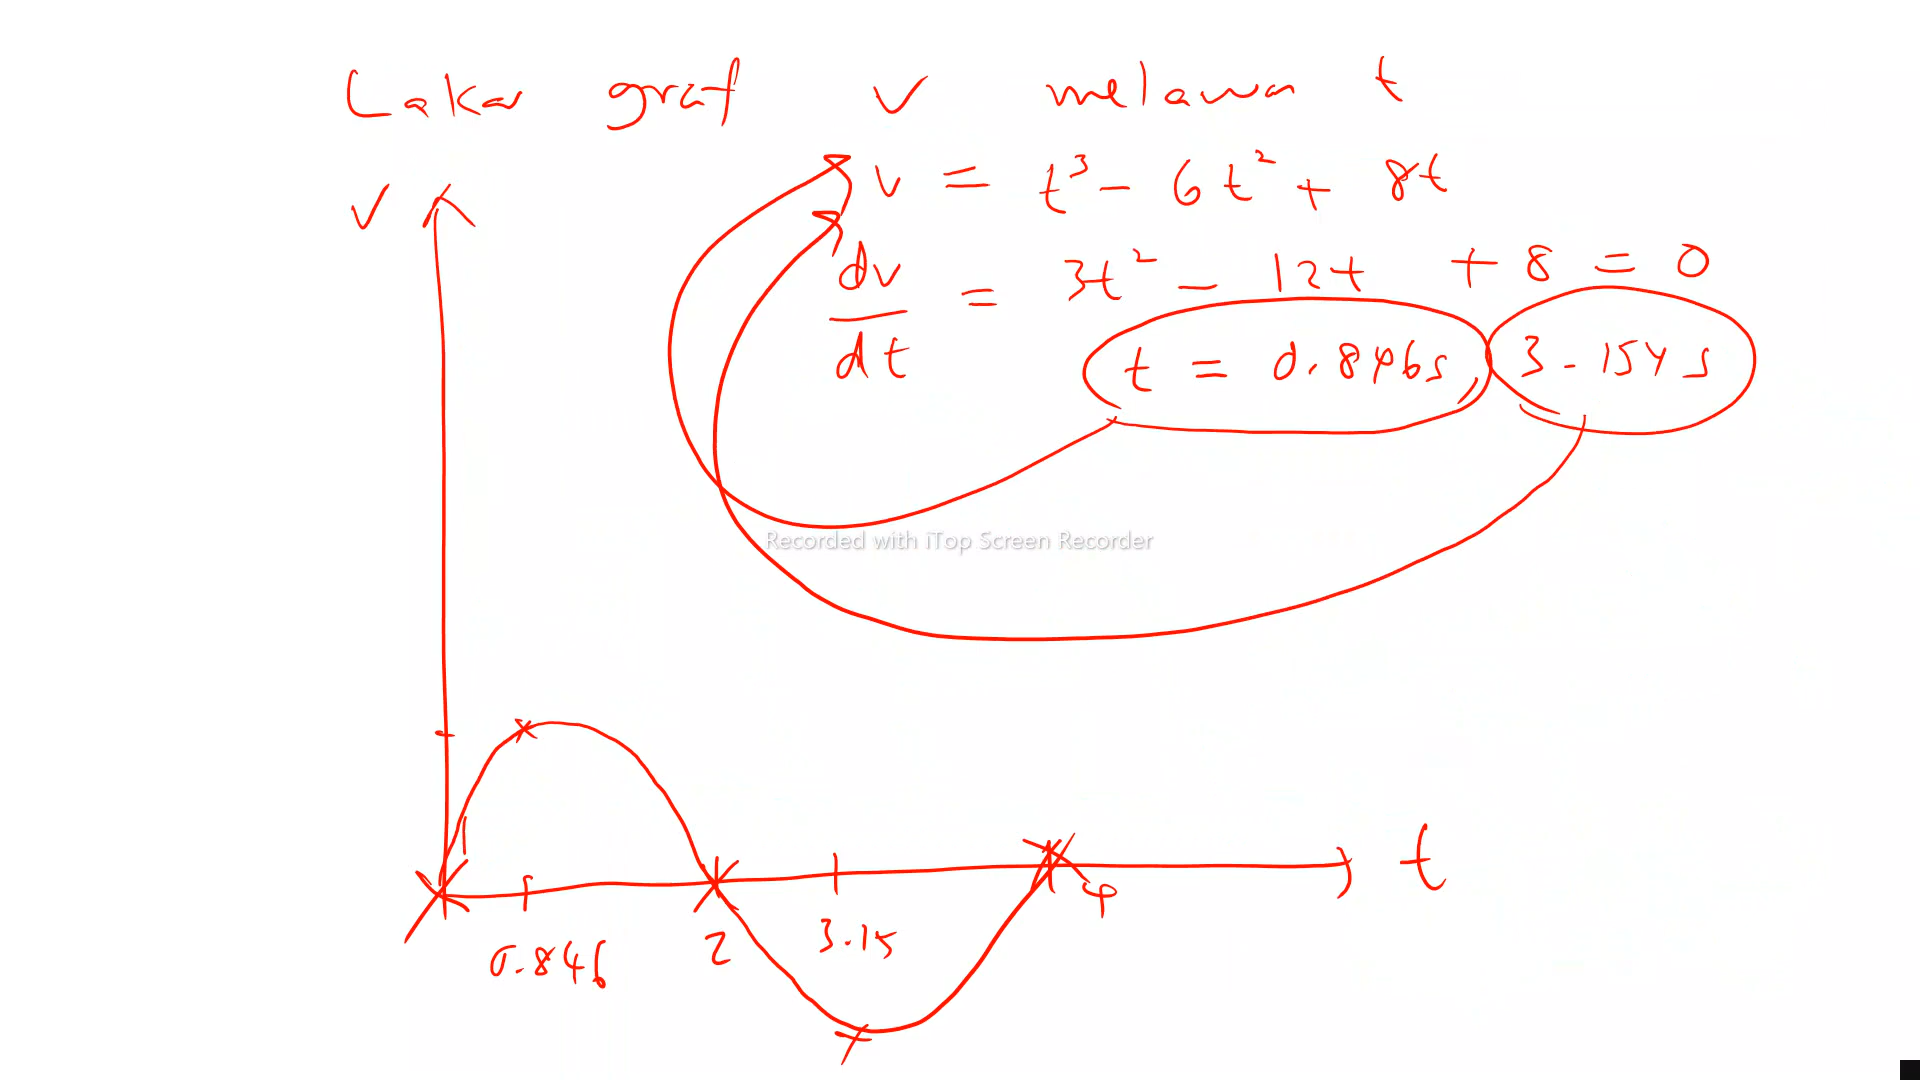 Lakar graf v melawan t
v
v = t³ - 6t² + 8t
dv/dt = 3t² - 12t + 8 = 0
t = 0.846s, 3.154s
Recorded with iTop Screen Recorder
t
4
0.846 2 3.15